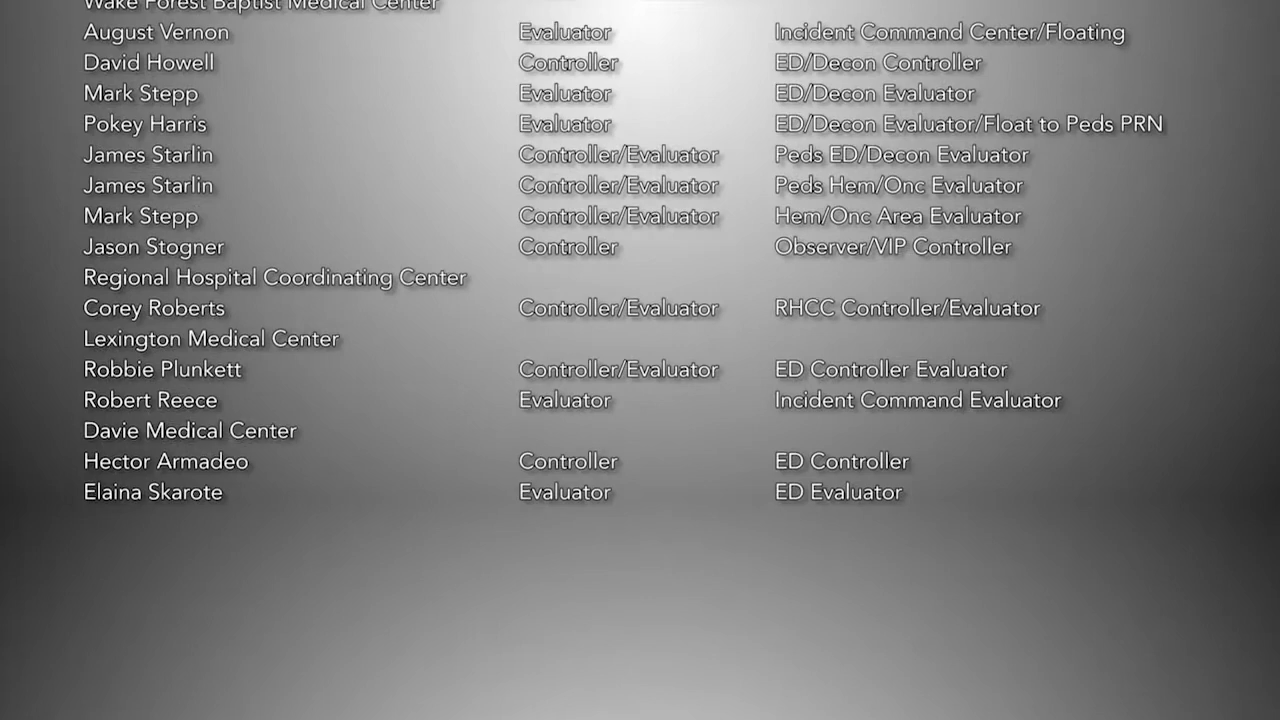 Wake Forest Baptist Medical Center
August Vernon Evaluator Incident Command Center/Floating
David Howell Controller ED/Decon Controller
Mark Stepp Evaluator ED/Decon Evaluator
Pokey Harris Evaluator ED/Decon Evaluator/Float to Peds PRN
James Starlin Controller/Evaluator Peds ED/Decon Evaluator
James Starlin Controller/Evaluator Peds Hem/Onc Evaluator
Mark Stepp Controller/Evaluator Hem/Onc Area Evaluator
Jason Stogner Controller Observer/VIP Controller
Regional Hospital Coordinating Center
Corey Roberts Controller/Evaluator RHCC Controller/Evaluator
Lexington Medical Center
Robbie Plunkett Controller/Evaluator ED Controller Evaluator
Robert Reece Evaluator Incident Command Evaluator
Davie Medical Center
Hector Armadeo Controller ED Controller
Elaina Skarote Evaluator ED Evaluator